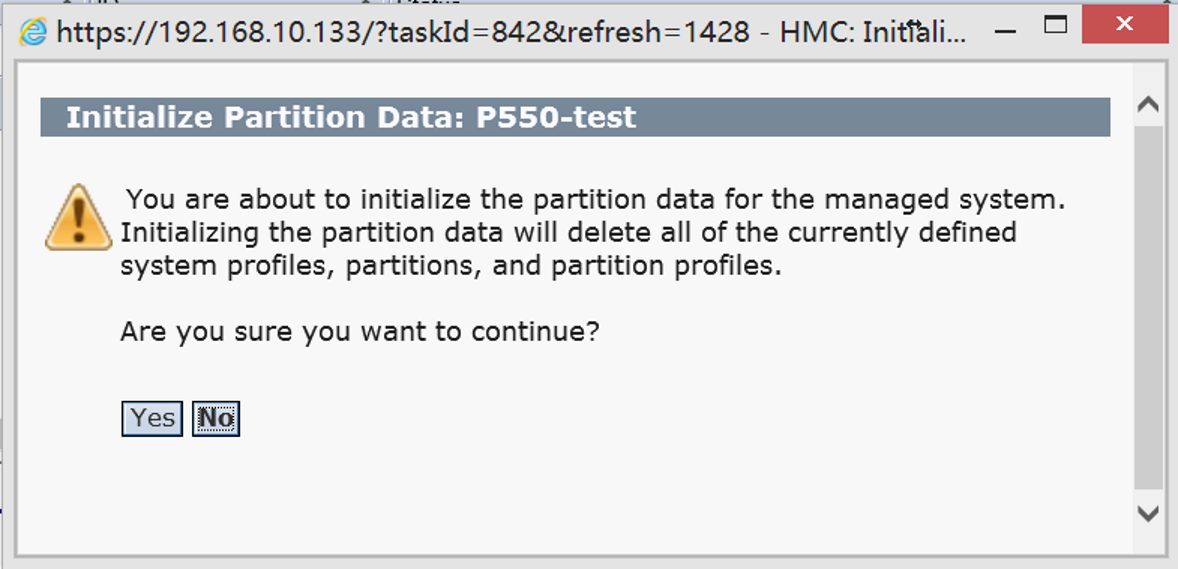 https://192.168.10.133/?taskId=842&refresh=1428 - HMC: Initiali...
Initialize Partition Data: P550-test
You are about to initialize the partition data for the managed system.
Initializing the partition data will delete all of the currently defined
system profiles, partitions, and partition profiles.
Are you sure you want to continue?
Yes No